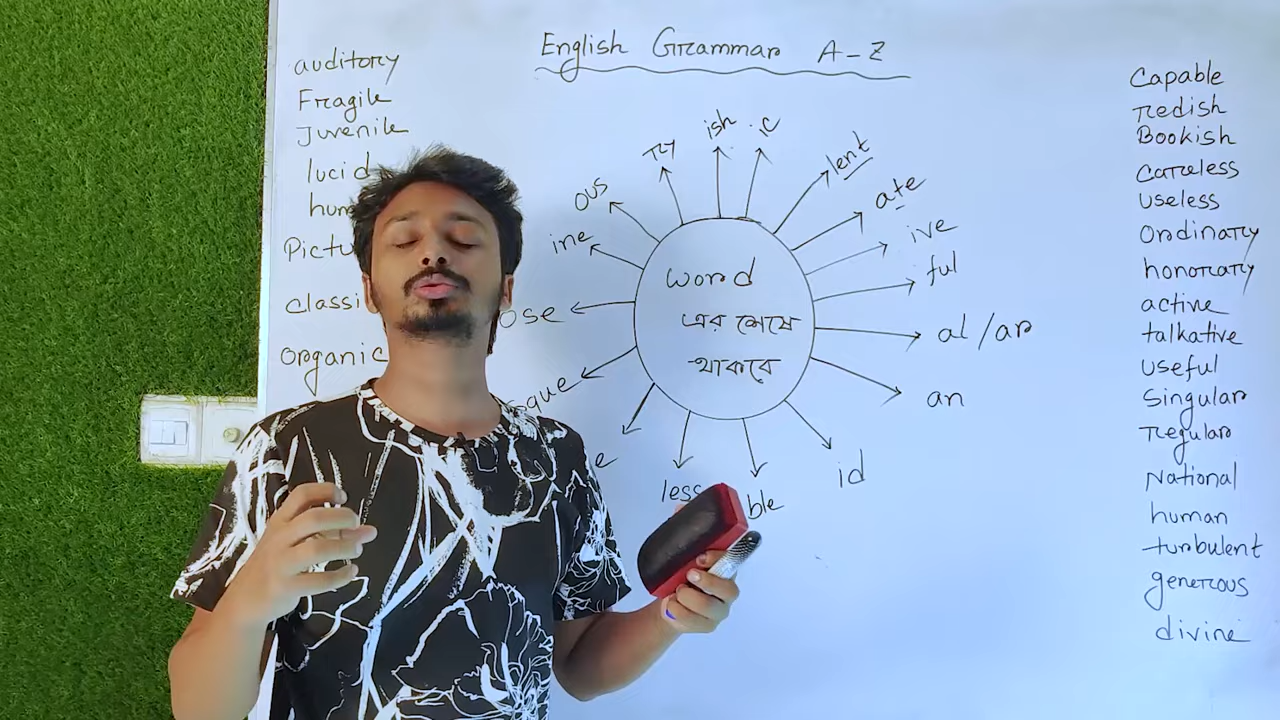 English Grammar A-Z
auditory
Fragile
Juvenile
lucid
hum
Pictu
classi
Organic
word
এর শেষে
থাকবে
ish
ic
lent
ate
ive
ful
al/ar
an
id
ble
less
e
que
ose
ine
ous
ry
Capable
redish
Bookish
Careless
useless
Ordinary
honorary
active
talkative
useful
Singular
Regular
National
human
turbulent
generous
divine